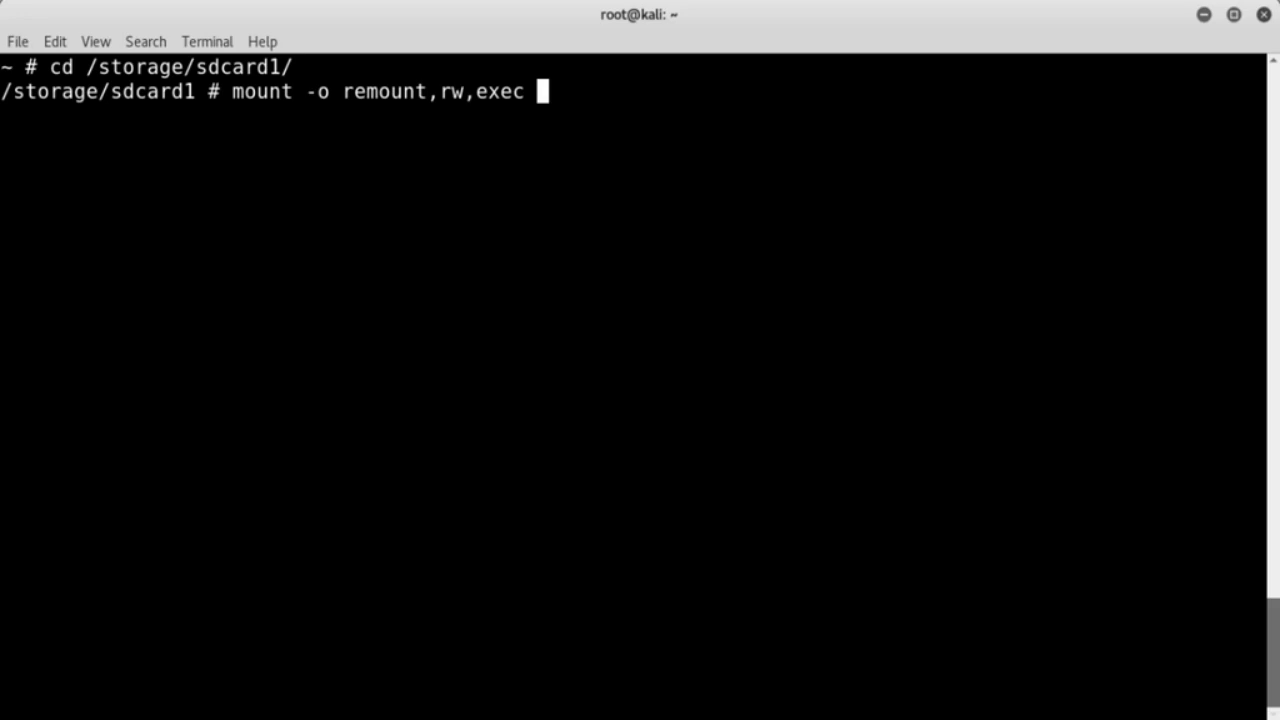 root@kali: ~
File Edit View Search Terminal Help
~ # cd /storage/sdcard1/
/storage/sdcard1 # mount -o remount,rw,exec